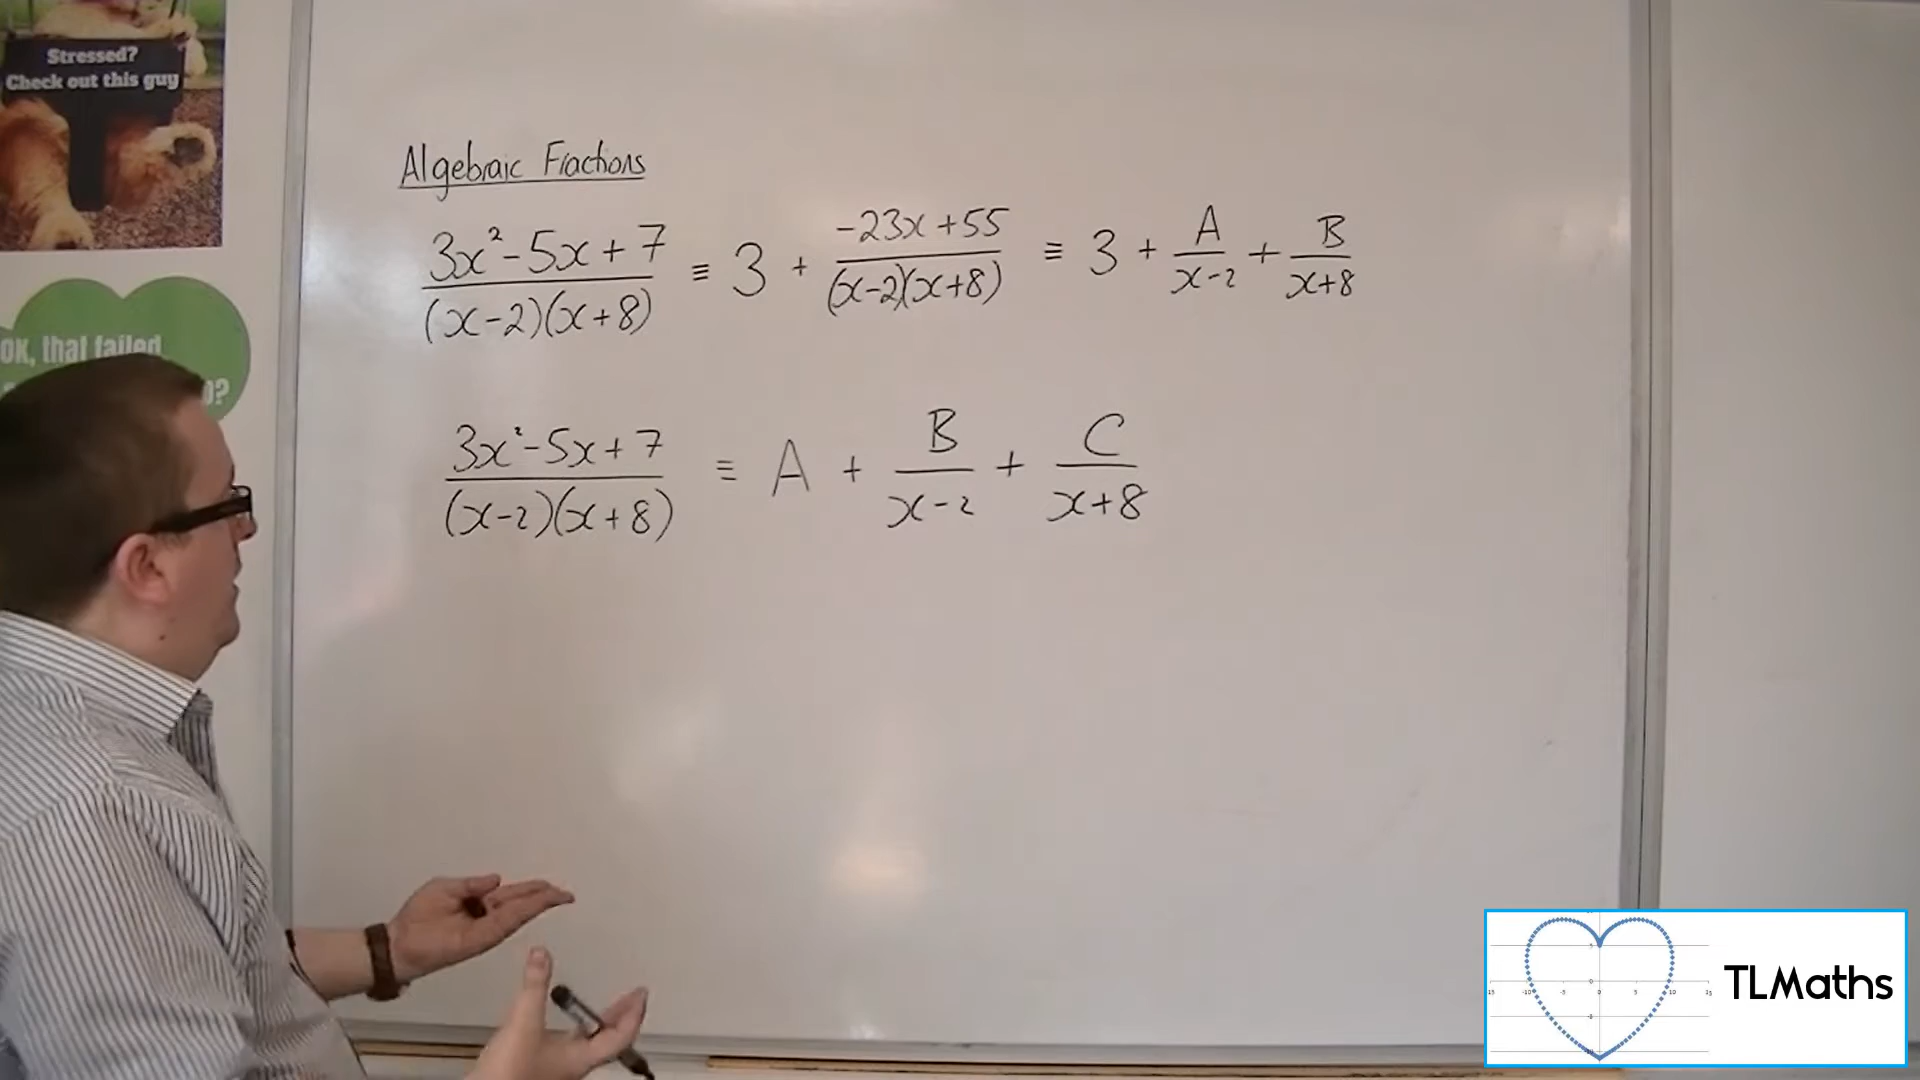 Stressed?
Check out this guy
OK, that failed
Algebraic Fractions
(3x²-5x+7)/((x-2)(x+8)) ≡ 3 + (-23x+55)/((x-2)(x+8)) ≡ 3 + A/(x-2) + B/(x+8)
(3x²-5x+7)/((x-2)(x+8)) ≡ A + B/(x-2) + C/(x+8)
TLMaths